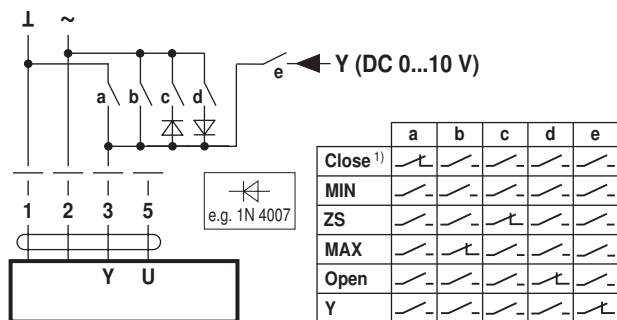 ⊥ ~
e Y (DC 0...10 V)
a b c d
e.g. 1N 4007
1 2 3 5
Y U
a b c d e
Close 1)
MIN
ZS
MAX
Open
Y